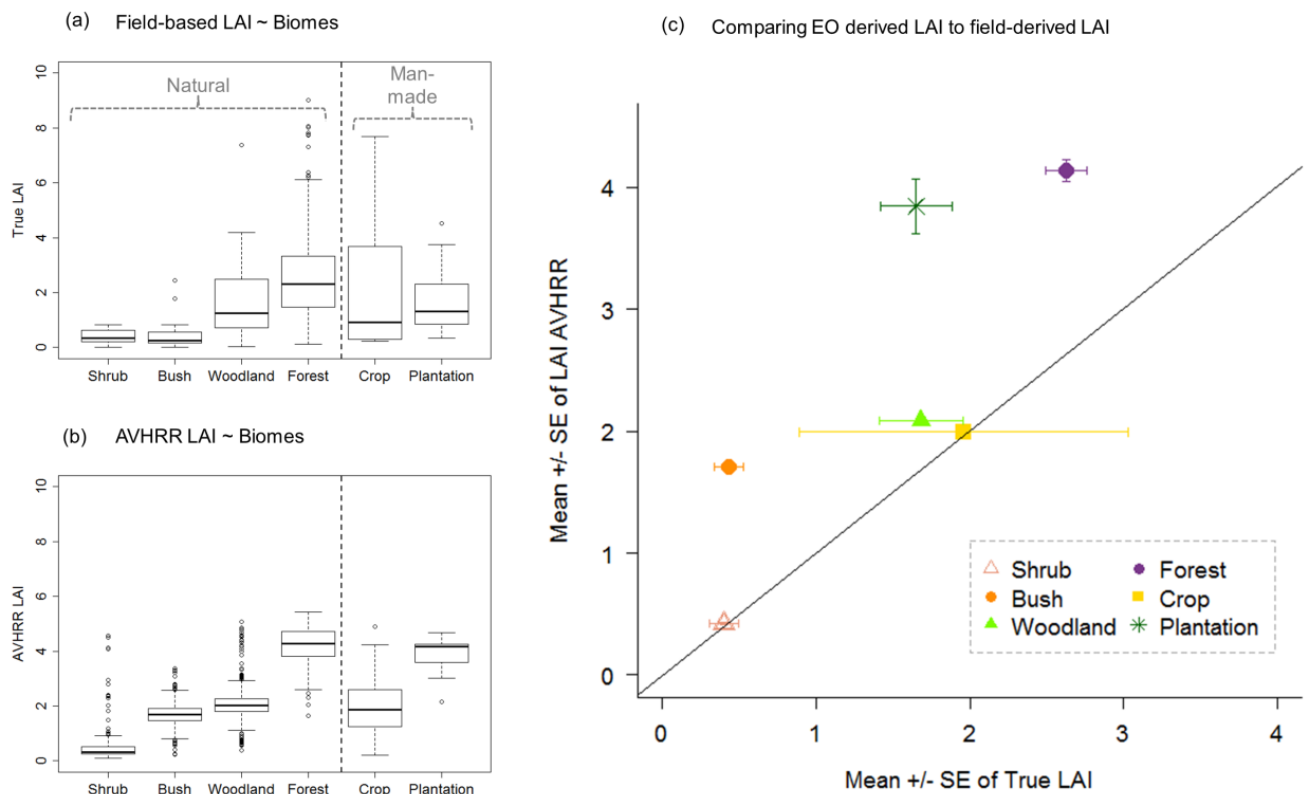 (a) Field-based LAI ~ Biomes
Natural
Man-
made
True LAI
10
8
6
4
2
0
Shrub Bush Woodland Forest Crop Plantation
(b) AVHRR LAI ~ Biomes
AVHRR LAI
10
8
6
4
2
0
Shrub Bush Woodland Forest Crop Plantation
(c) Comparing EO derived LAI to field-derived LAI
Mean +/- SE of LAI AVHRR
4
3
2
1
0
Shrub Forest
Bush Crop
Woodland Plantation
0 1 2 3 4
Mean +/- SE of True LAI